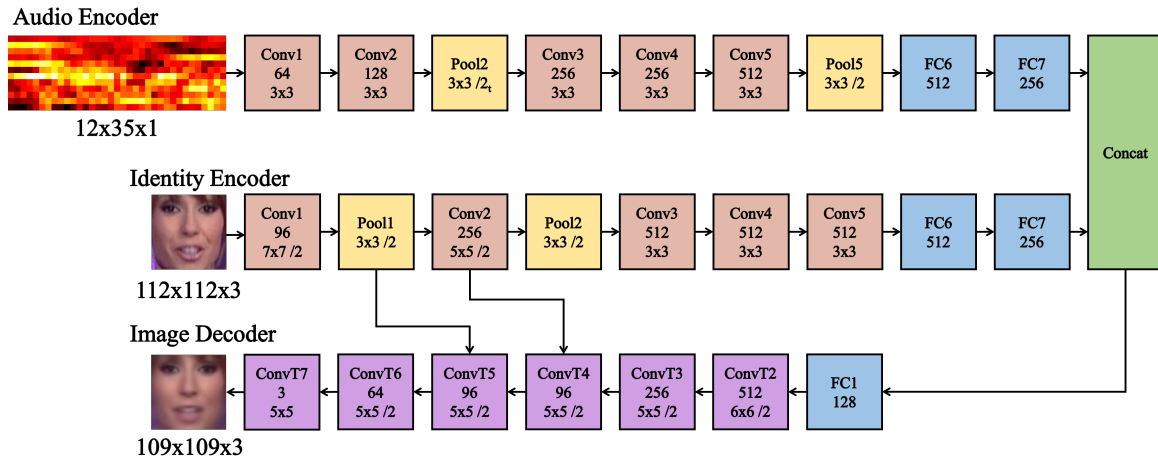 Audio Encoder
Conv1
64
3x3
Conv2
128
3x3
Pool2
3x3 /2t
Conv3
256
3x3
Conv4
256
3x3
Conv5
512
3x3
Pool5
3x3 /2
FC6
512
FC7
256
Concat
12x35x1
Identity Encoder
Conv1
96
7x7 /2
Pool1
3x3 /2
Conv2
256
5x5 /2
Pool2
3x3 /2
Conv3
512
3x3
Conv4
512
3x3
Conv5
512
3x3
FC6
512
FC7
256
112x112x3
Image Decoder
ConvT7
3
5x5
ConvT6
64
5x5 /2
ConvT5
96
5x5 /2
ConvT4
96
5x5 /2
ConvT3
256
5x5 /2
ConvT2
512
6x6 /2
FC1
128
109x109x3